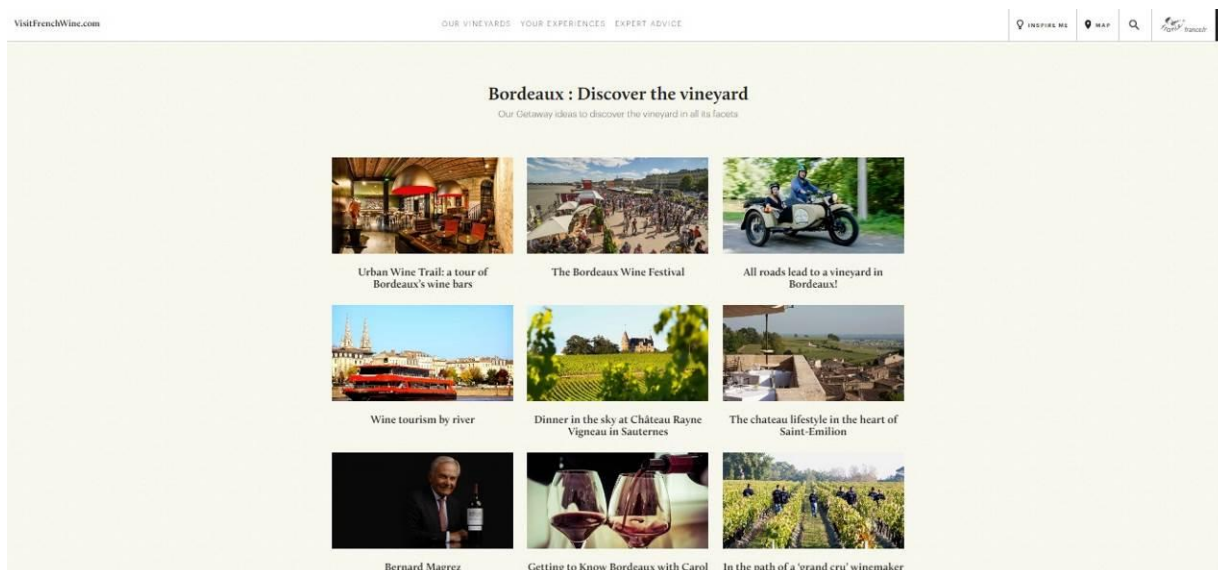 VisitFrenchWine.com
OUR VINEYARDS YOUR EXPERIENCES EXPERT ADVICE
INSPIRE ME
MAP
france.fr
Bordeaux : Discover the vineyard
Our Getaway ideas to discover the vineyard in all its facets
Urban Wine Trail: a tour of
Bordeaux's wine bars
The Bordeaux Wine Festival
All roads lead to a vineyard in
Bordeaux!
Wine tourism by river
Dinner in the sky at Château Rayne
Vigneau in Sauternes
The chateau lifestyle in the heart of
Saint-Emilion
Bernard Magrez
Getting to Know Bordeaux with Carol
In the path of a ‘grand cru’ winemaker